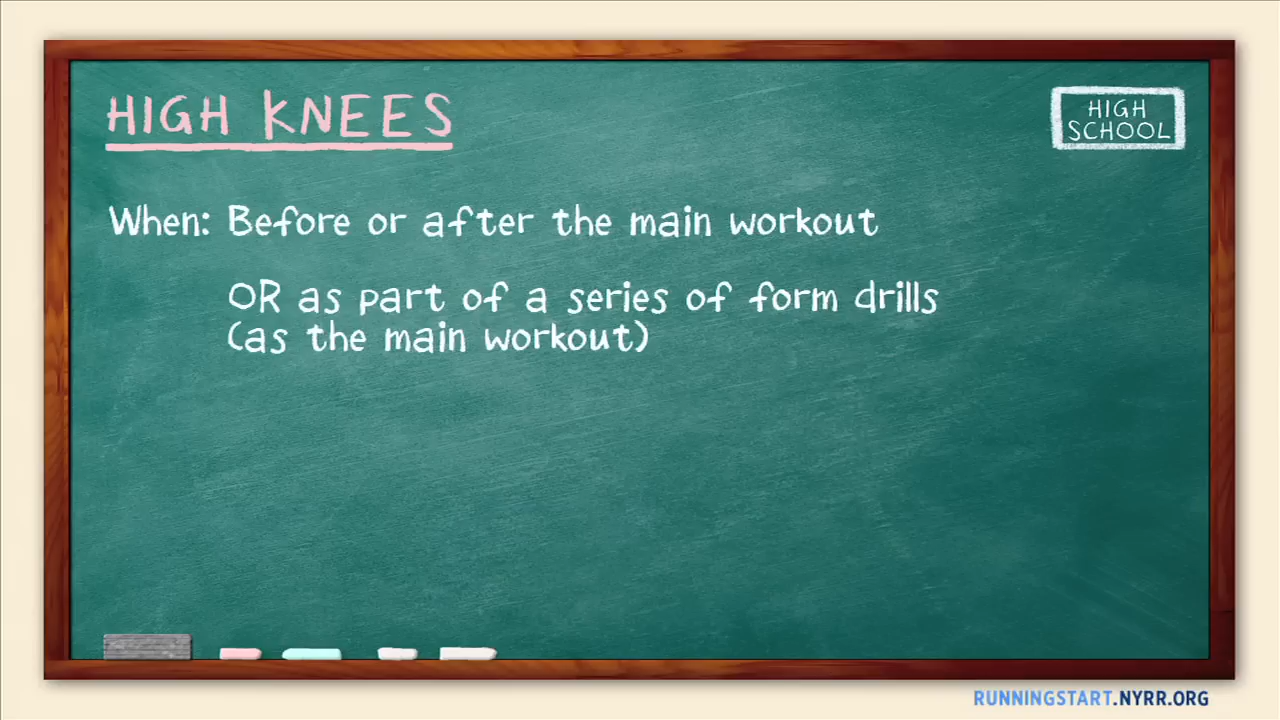 HIGH KNEES
HIGH
SCHOOL
When: Before or after the main workout
OR as part of a series of form drills
(as the main workout)
RUNNINGSTART.NYRR.ORG